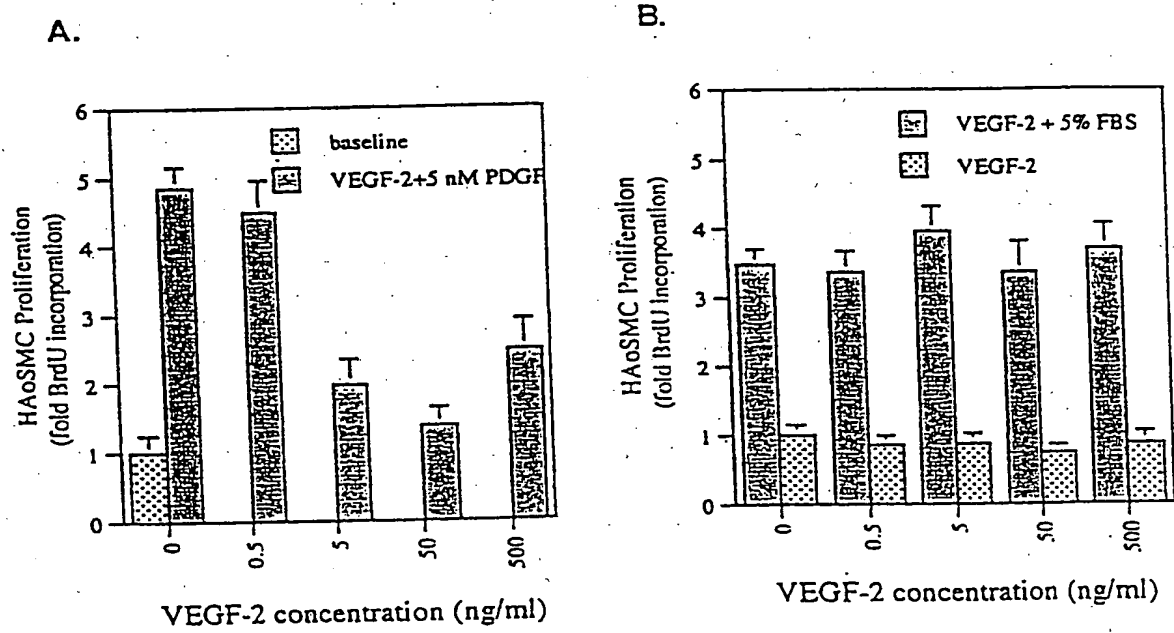 A.
HAoSMC Proliferation
(fold BrdU incorporation)
6
5
4
3
2
1
0
baseline
VEGF-2+5 nM PDGF
0
0.5
5
50
500
VEGF-2 concentration (ng/ml)
B.
HAoSMC Proliferation
(fold BrdU incorporation)
6
5
4
3
2
1
0
VEGF-2 + 5% FBS
VEGF-2
0
0.5
5
50
500
VEGF-2 concentration (ng/ml)